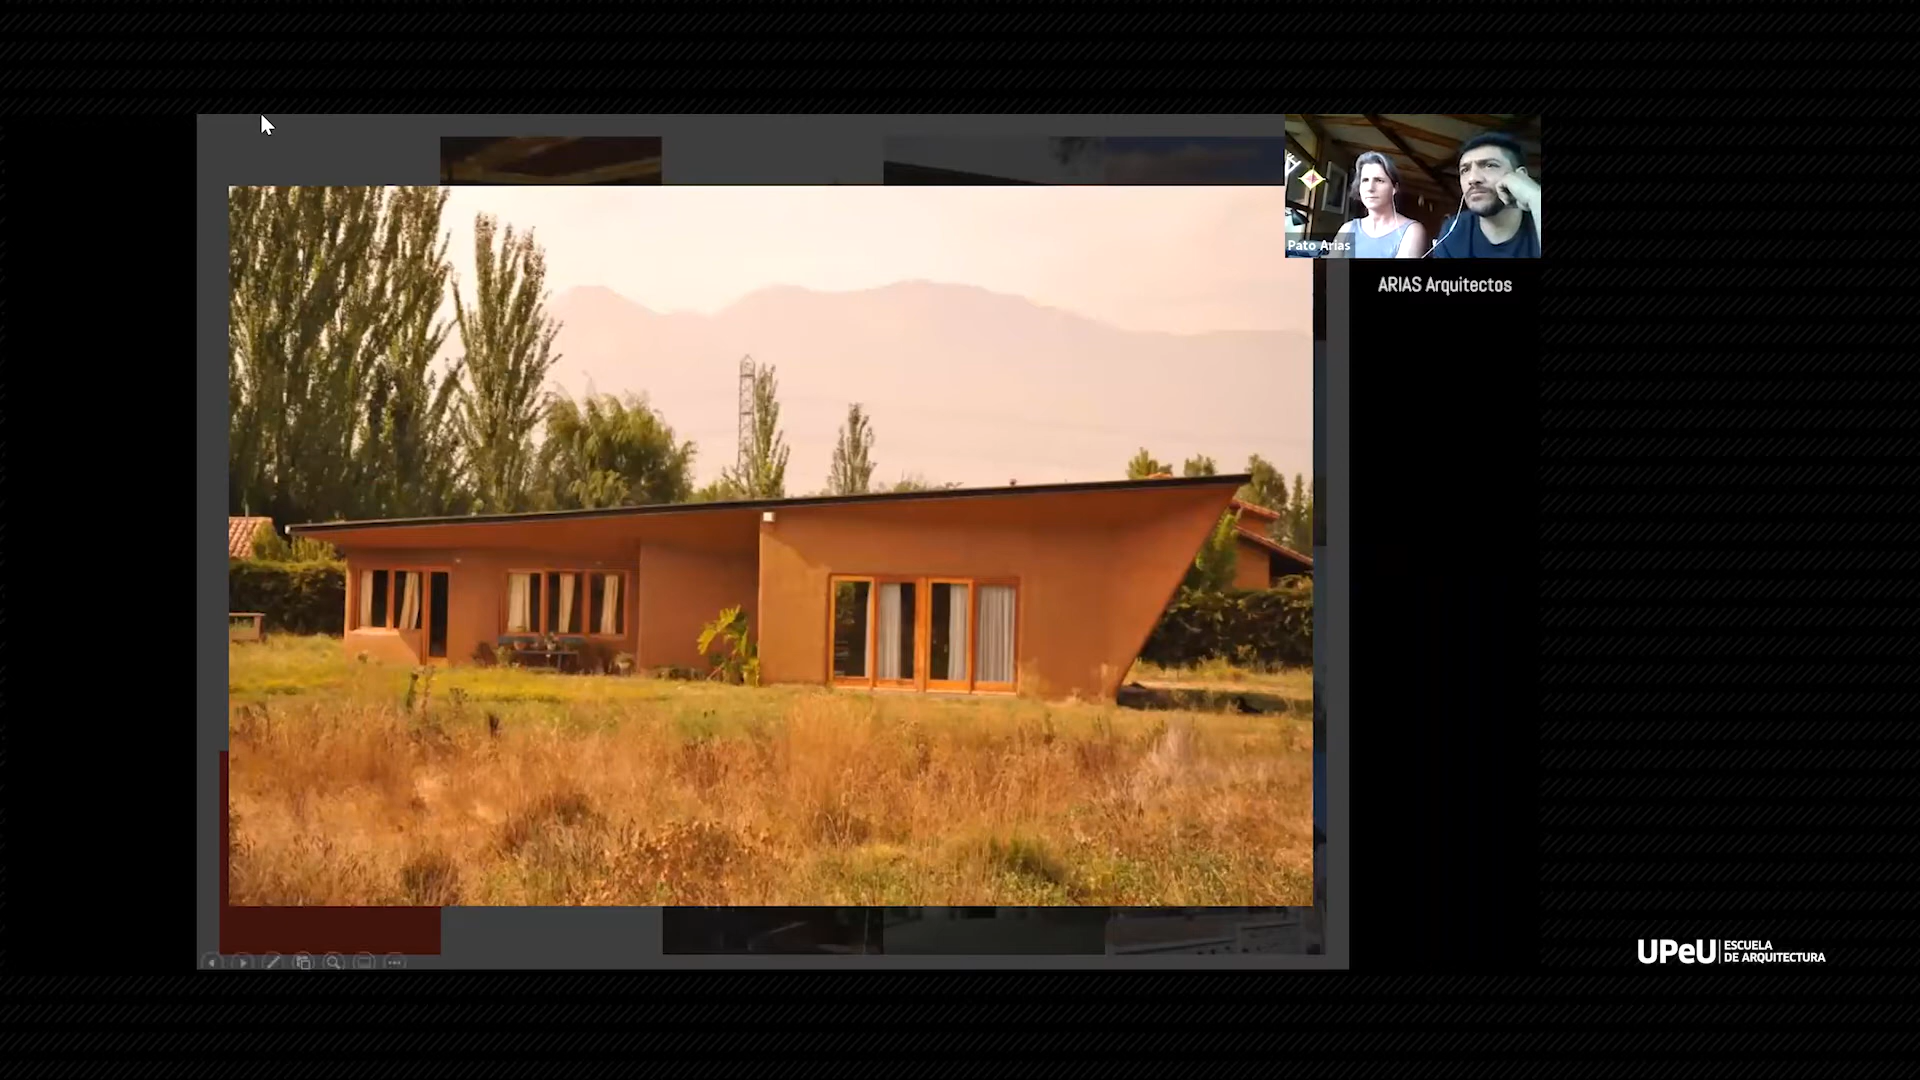 Pato Arias
ARIAS Arquitectos
UPeU
ESCUELA
DE ARQUITECTURA